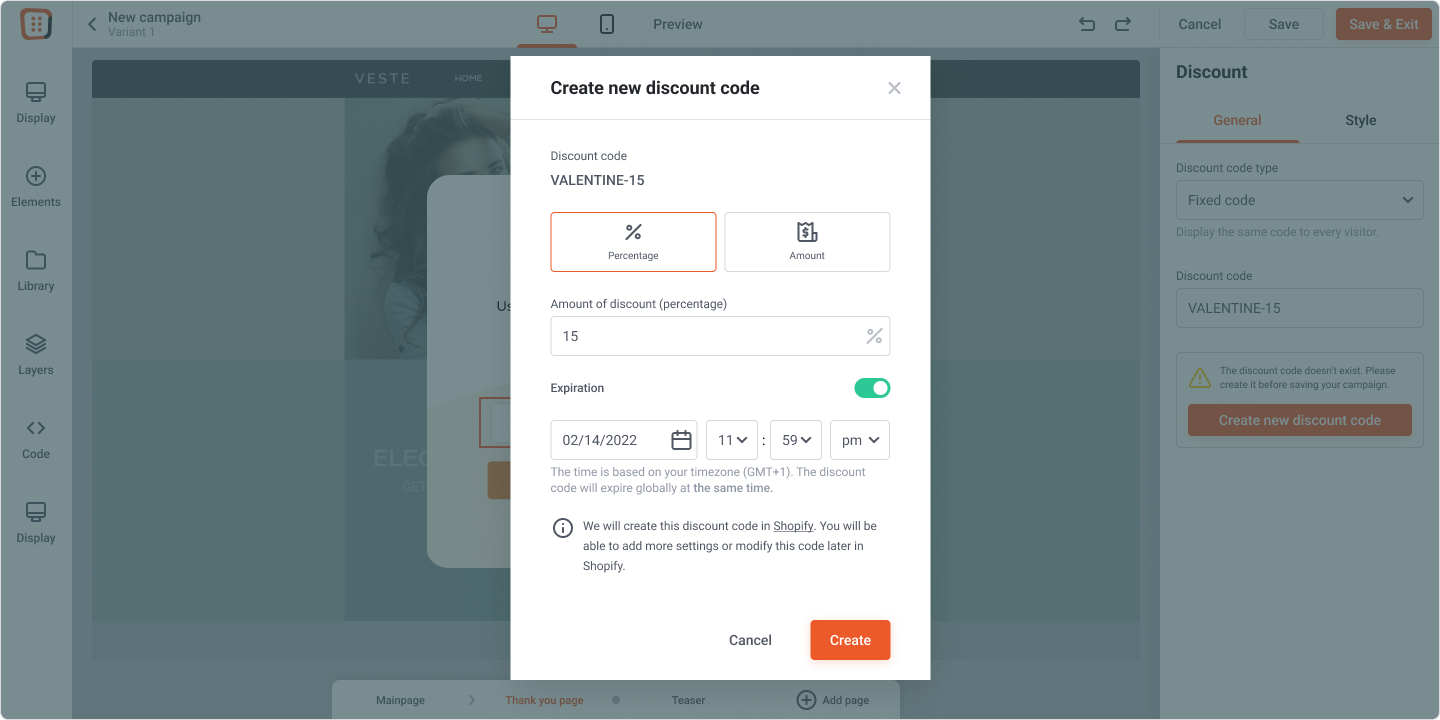 New campaign
Variant 1
Preview
Cancel
Save
Save & Exit
Display
Elements
Library
Layers
Code
Display
VESTE
HOME
Us
ELEG
GET
Create new discount code
Discount code
VALENTINE-15
%
Percentage
$
Amount
Amount of discount (percentage)
15 %
Expiration
02/14/2022 11 : 59 pm
The time is based on your timezone (GMT+1). The discount
code will expire globally at the same time.
We will create this discount code in Shopify. You will be
able to add more settings or modify this code later in
Shopify.
Cancel
Create
Discount
General
Style
Discount code type
Fixed code
Display the same code to every visitor.
Discount code
VALENTINE-15
The discount code doesn't exist. Please
create it before saving your campaign.
Create new discount code
Mainpage
Thank you page
Teaser
Add page